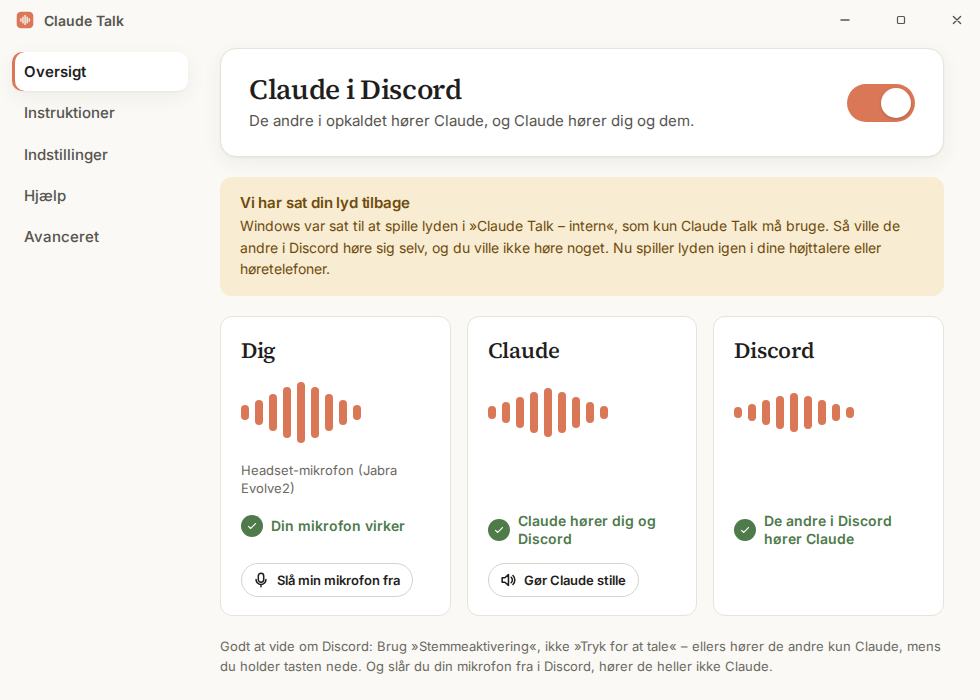 Claude Talk
Oversigt
Instruktioner
Indstillinger
Hjælp
Avanceret
Claude i Discord
De andre i opkaldet hører Claude, og Claude hører dig og dem.
Vi har sat din lyd tilbage
Windows var sat til at spille lyden i »Claude Talk – intern«, som kun Claude Talk må bruge. Så ville de
andre i Discord høre sig selv, og du ville ikke høre noget. Nu spiller lyden igen i dine højttalere eller
høretelefoner.
Dig
Headset-mikrofon (Jabra
Evolve2)
Din mikrofon virker
Slå min mikrofon fra
Claude
Claude hører dig og
Discord
Gør Claude stille
Discord
De andre i Discord
hører Claude
Godt at vide om Discord: Brug »Stemmeaktivering«, ikke »Tryk for at tale« – ellers hører de andre kun Claude, mens
du holder tasten nede. Og slår du din mikrofon fra i Discord, hører de heller ikke Claude.